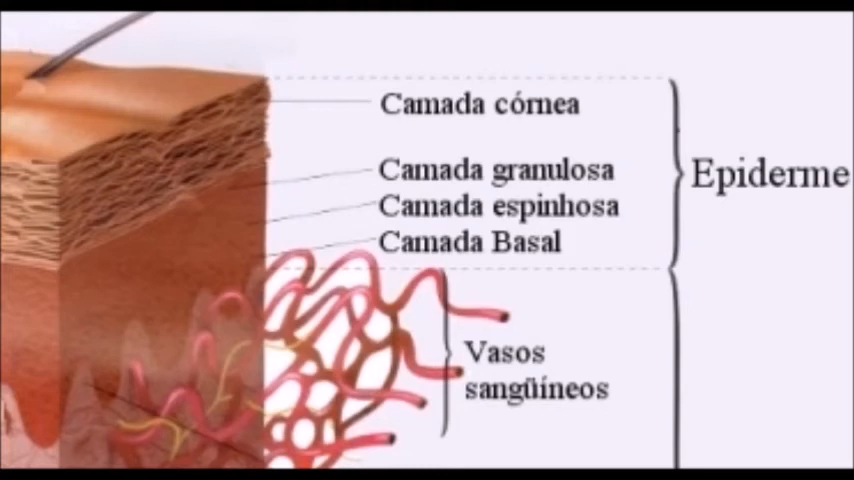 Camada córnea
Camada granulosa
Camada espinhosa
Camada Basal
Epiderme
Vasos
sangüíneos